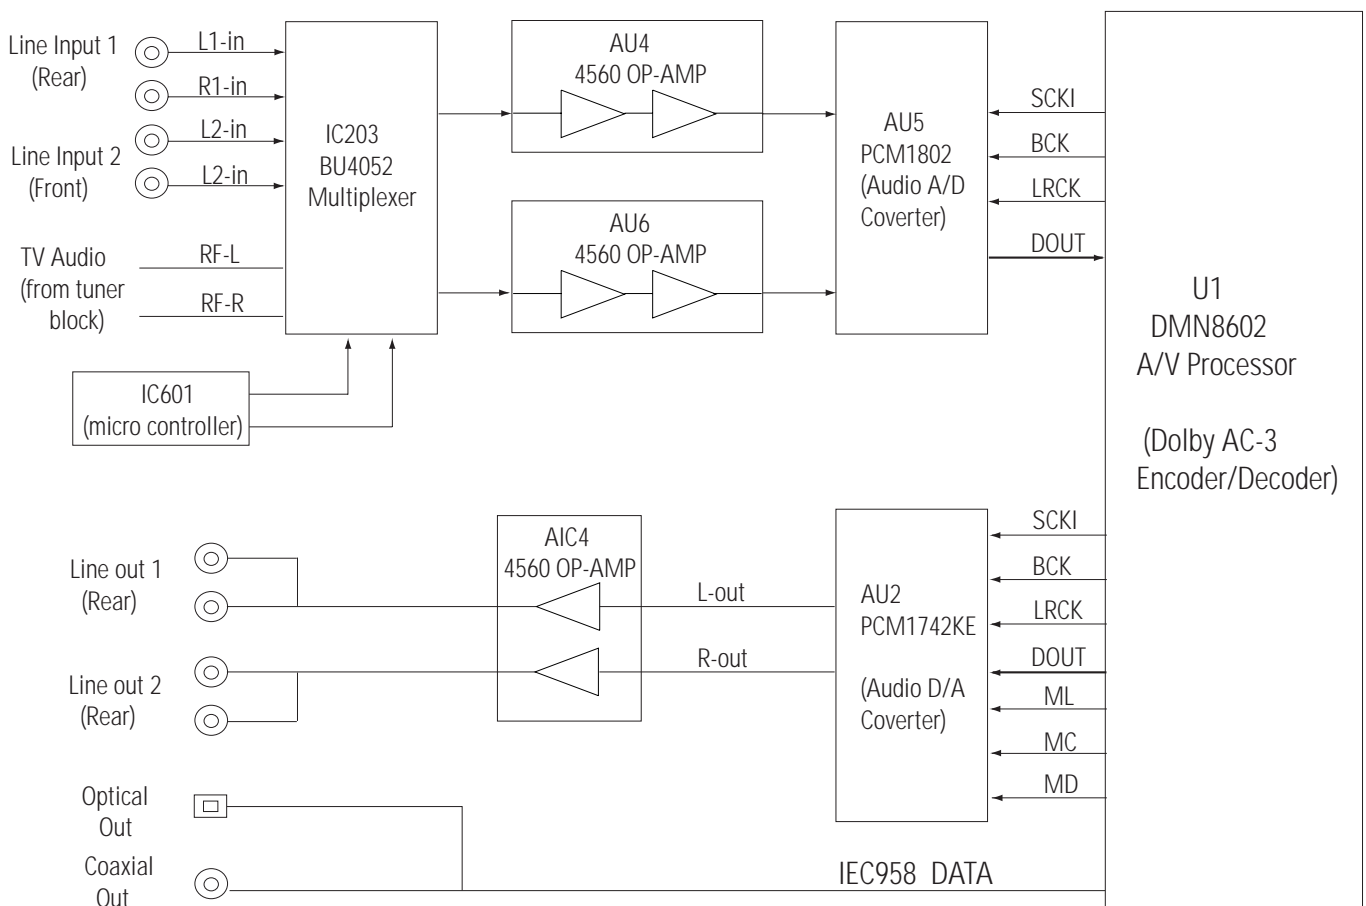 Line Input 1
(Rear)
L1-in
R1-in
L2-in
Line Input 2
(Front)
L2-in
TV Audio
(from tuner
block)
RF-L
RF-R
IC203
BU4052
Multiplexer
IC601
(micro controller)
AU4
4560 OP-AMP
AU6
4560 OP-AMP
AU5
PCM1802
(Audio A/D
Coverter)
SCKI
BCK
LRCK
DOUT
U1
DMN8602
A/V Processor
(Dolby AC-3
Encoder/Decoder)
Line out 1
(Rear)
Line out 2
(Rear)
AIC4
4560 OP-AMP
L-out
R-out
AU2
PCM1742KE
(Audio D/A
Coverter)
SCKI
BCK
LRCK
DOUT
ML
MC
MD
Optical
Out
Coaxial
Out
IEC958 DATA